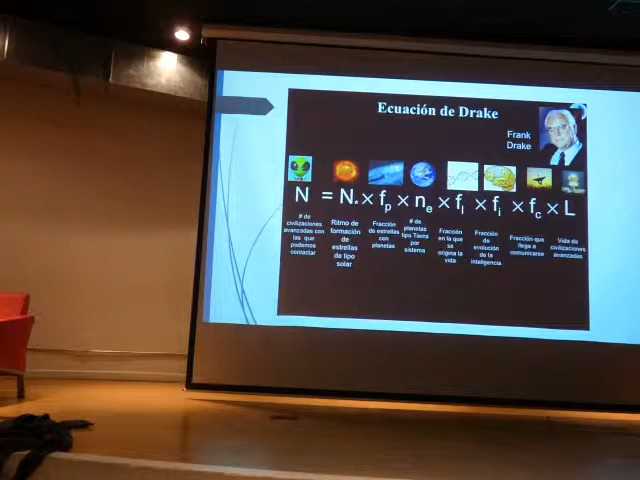 Ecuación de Drake
Frank
Drake
N = N. × fp × ne × fl × fi × fc × L
# de
civilizaciones
avanzadas con
las que
podemos
contactar
Ritmo de
formación
de
estrellas
de tipo
solar
Fracción
de estrellas
con
planetas
# de
planetas
tipo Tierra
por
sistema
Fracción
en la que
se
origina la
vida
Fracción
de
evolución
de la
inteligencia
Fracción que
llega a
comunicarse
Vida de
civilizaciones
avanzadas